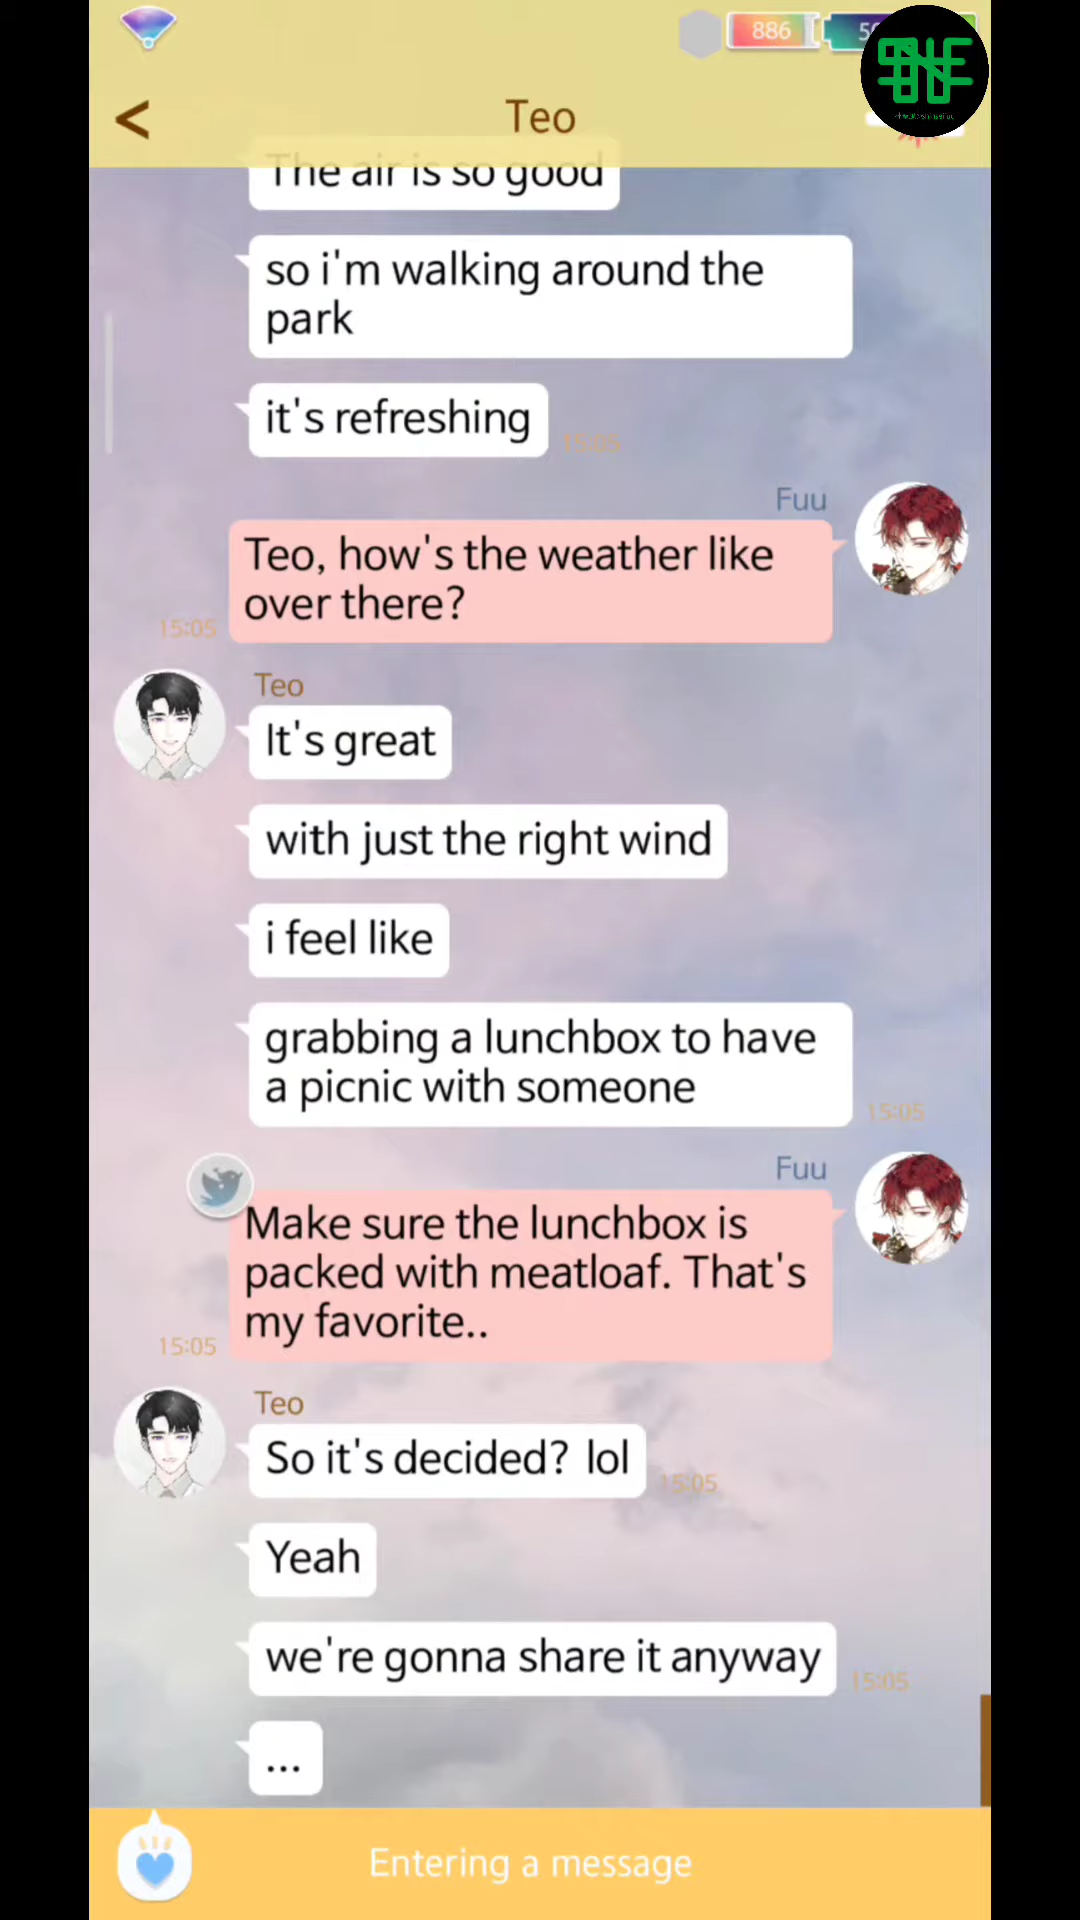 886
Teo
The air is so good
so i'm walking around the
park
it's refreshing
15:05
Fuu
Teo, how's the weather like
over there?
15:05
Teo
It's great
with just the right wind
i feel like
grabbing a lunchbox to have
a picnic with someone
15:05
Fuu
Make sure the lunchbox is
packed with meatloaf. That's
my favorite..
15:05
Teo
So it's decided? lol
15:05
Yeah
we're gonna share it anyway
15:05
...
Entering a message